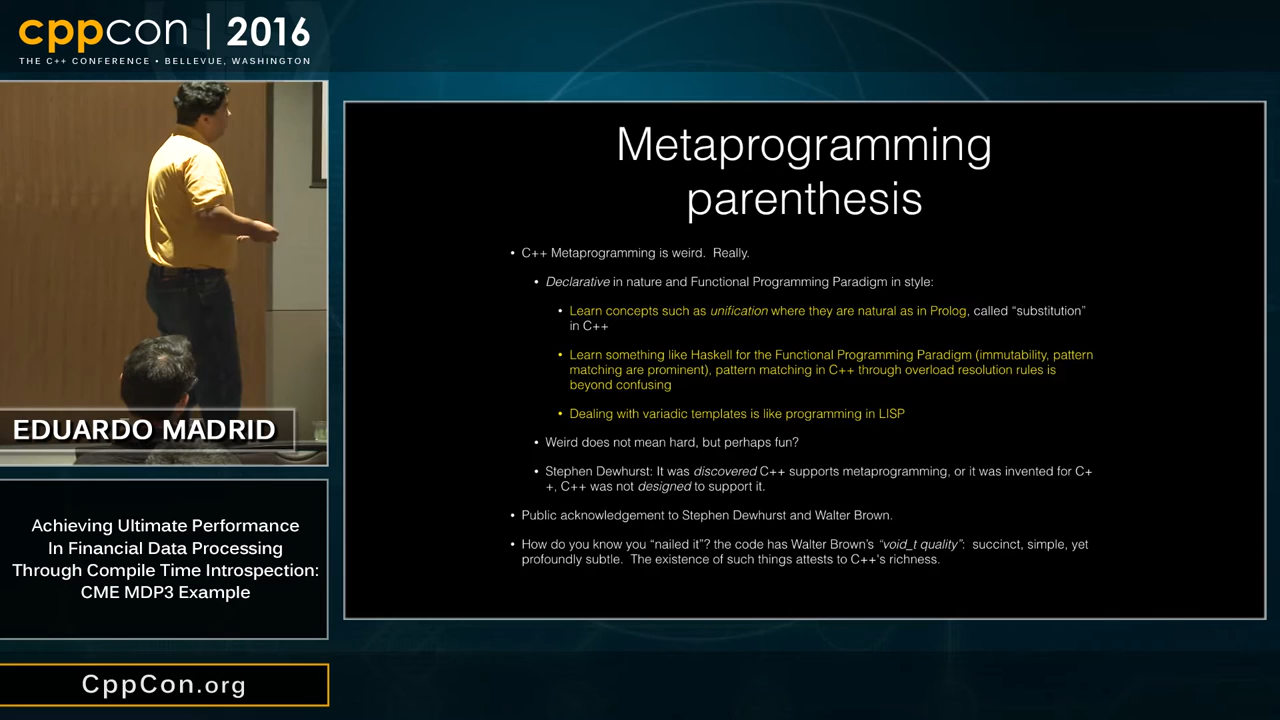 cppcon | 2016
THE C++ CONFERENCE • BELLEVUE, WASHINGTON
Metaprogramming
parenthesis
• C++ Metaprogramming is weird. Really.
• Declarative in nature and Functional Programming Paradigm in style:
• Learn concepts such as unification where they are natural as in Prolog, called “substitution”
in C++
• Learn something like Haskell for the Functional Programming Paradigm (immutability, pattern
matching are prominent), pattern matching in C++ through overload resolution rules is
beyond confusing
• Dealing with variadic templates is like programming in LISP
• Weird does not mean hard, but perhaps fun?
• Stephen Dewhurst: It was discovered C++ supports metaprogramming, or it was invented for C+
+, C++ was not designed to support it.
• Public acknowledgement to Stephen Dewhurst and Walter Brown.
• How do you know you “nailed it”? the code has Walter Brown’s “void_t quality”: succinct, simple, yet
profoundly subtle. The existence of such things attests to C++’s richness.
EDUARDO MADRID
Achieving Ultimate Performance
In Financial Data Processing
Through Compile Time Introspection:
CME MDP3 Example
CppCon.org